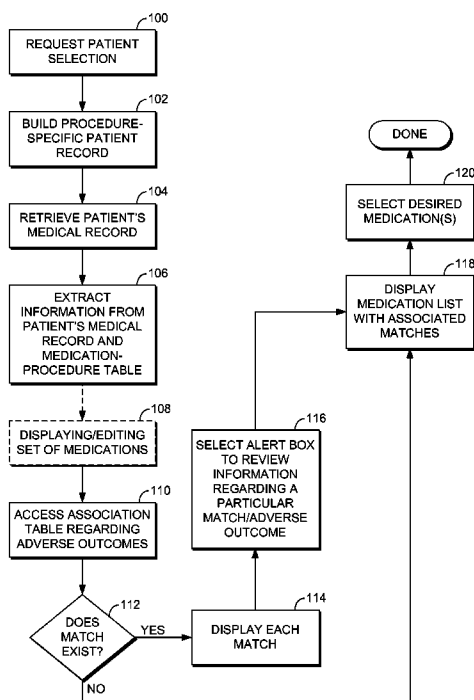 100
REQUEST PATIENT
SELECTION
102
BUILD PROCEDURE-
SPECIFIC PATIENT
RECORD
104
RETRIEVE PATIENT'S
MEDICAL RECORD
106
EXTRACT
INFORMATION FROM
PATIENT'S MEDICAL
RECORD AND
MEDICATION-
PROCEDURE TABLE
108
DISPLAYING/EDITING
SET OF MEDICATIONS
110
ACCESS ASSOCIATION
TABLE REGARDING
ADVERSE OUTCOMES
112
DOES
MATCH
EXIST?
YES
NO
114
DISPLAY EACH
MATCH
116
SELECT ALERT BOX
TO REVIEW
INFORMATION
REGARDING A
PARTICULAR
MATCH/ADVERSE
OUTCOME
118
DISPLAY
MEDICATION LIST
WITH ASSOCIATED
MATCHES
120
SELECT DESIRED
MEDICATION(S)
DONE